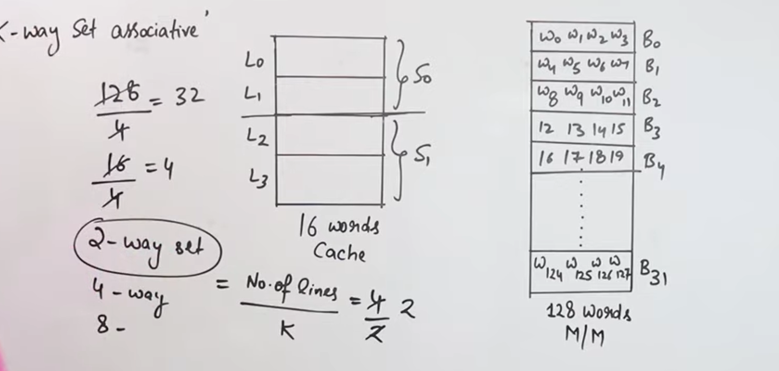 K-way Set associative'
128/4 = 32
16/4 = 4
2-way set
4-way
8-
= No.of lines/K = 4/2 2
L0
L1
L2
L3
S0
S1
16 words
Cache
W0 W1 W2 W3 B0
W4 W5 W6 W7 B1
W8 W9 W10 W11 B2
12 13 14 15 B3
16 17 18 19 B4
W124 W125 W126 W127 B31
128 words
M/M